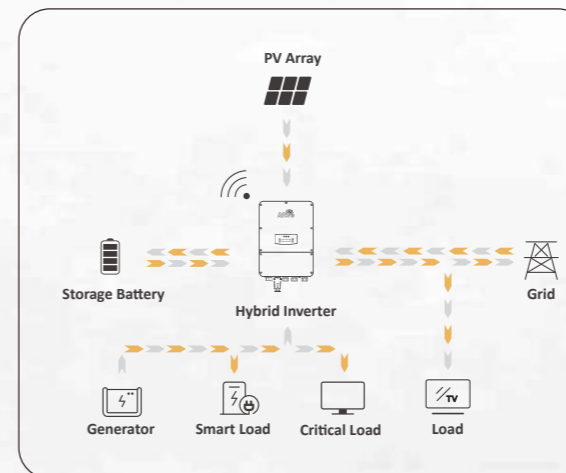 PV Array
Storage Battery
Hybrid Inverter
Grid
TV
Generator
Smart Load
Critical Load
Load